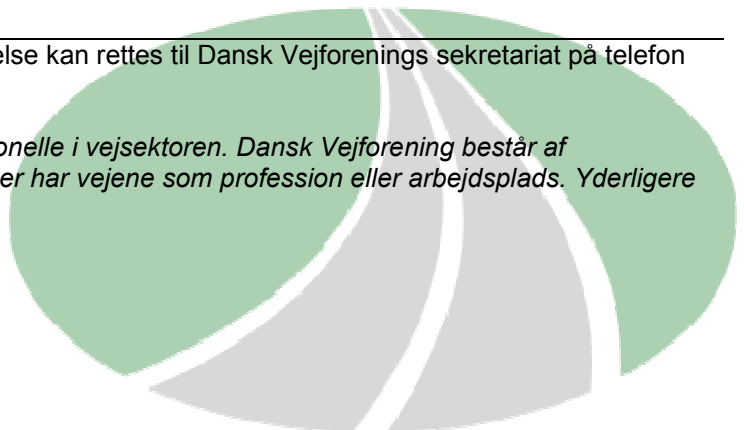 else kan rettes til Dansk Vejforenings sekretariat på telefon
onelle i vejsektoren. Dansk Vejforening består af
er har vejene som profession eller arbejdsplads. Yderligere